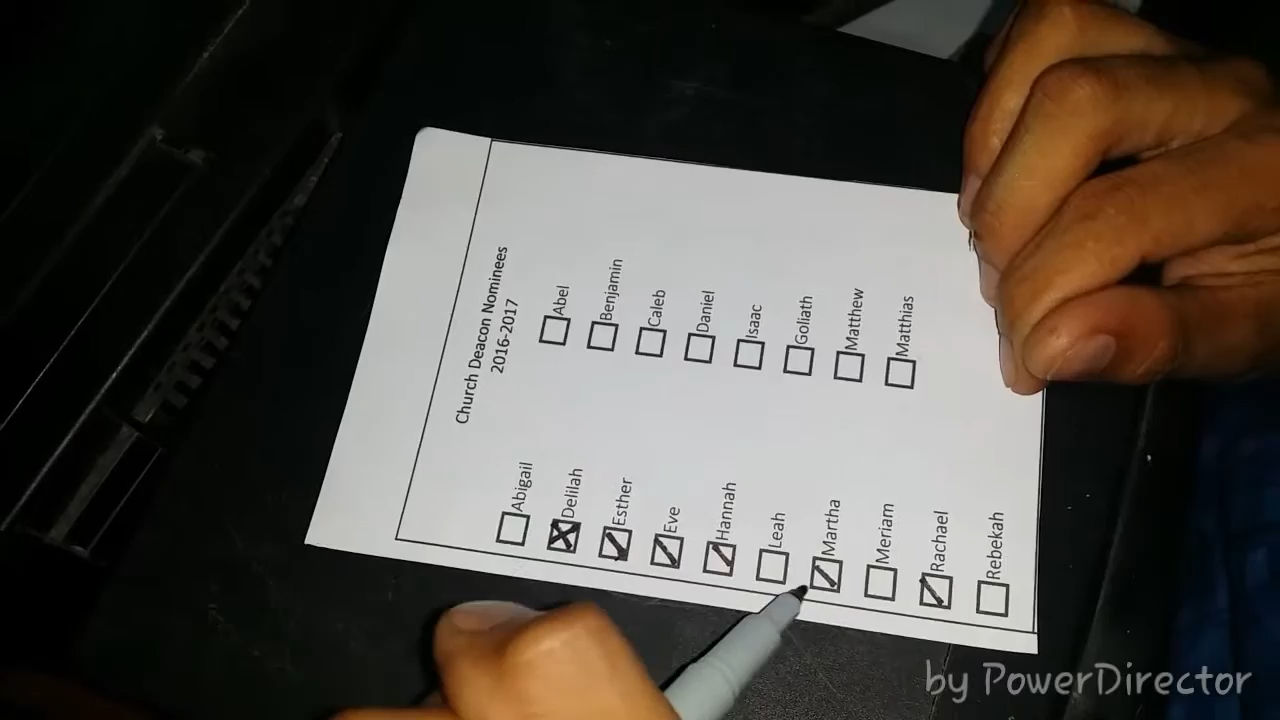 Church Deacon Nominees
2016-2017
Abigail
Delilah
Esther
Eve
Hannah
Leah
Martha
Meriam
Rachael
Rebekah
Abel
Benjamin
Caleb
Daniel
Isaac
Goliath
Matthew
Matthias
by PowerDirector